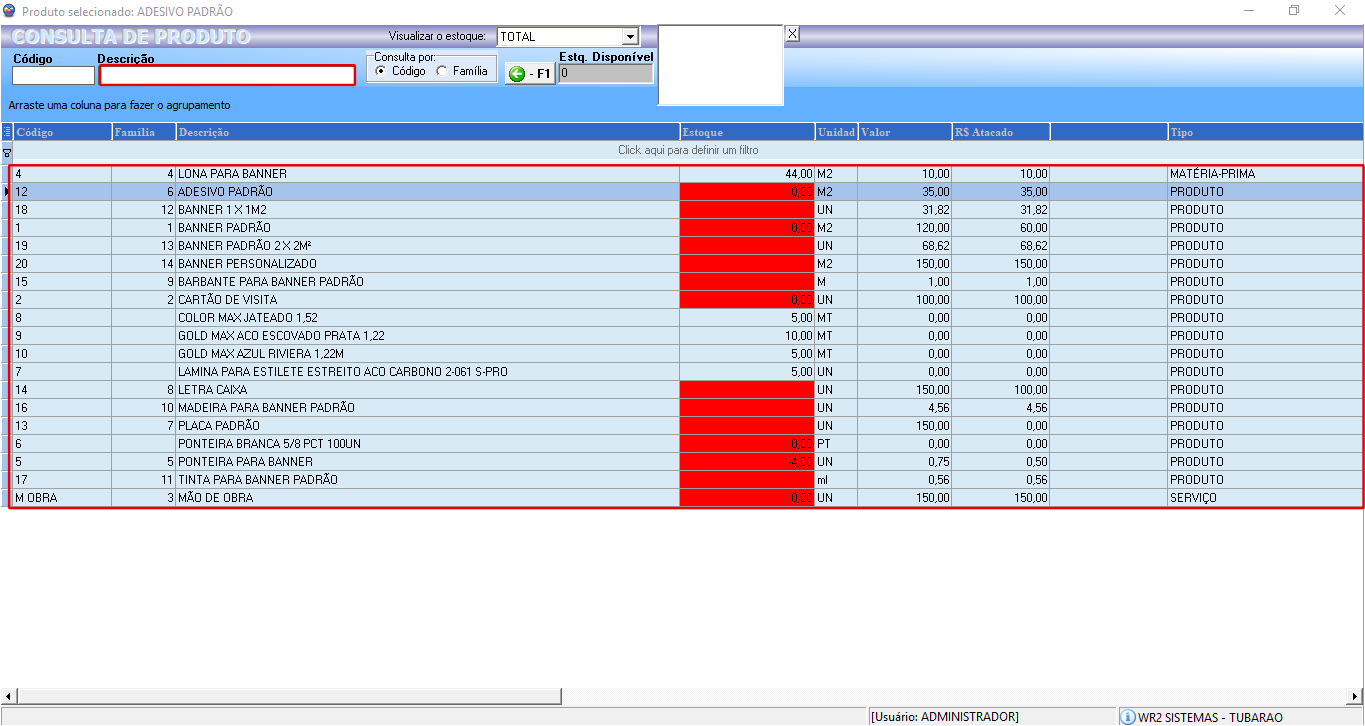 Produto selecionado: ADESIVO PADRÃO
CONSULTA DE PRODUTO
Visualizar o estoque: TOTAL
X
Código Descrição
Consulta por:
Código Família
- F1
Estq. Disponível
0
Arraste uma coluna para fazer o agrupamento
Código Família Descrição Estoque Unidad Valor R$ Atacado Tipo
Click aqui para definir um filtro
4 4 LONA PARA BANNER 44,00 M2 10,00 10,00 MATÉRIA-PRIMA
12 6 ADESIVO PADRÃO 0,00 M2 35,00 35,00 PRODUTO
18 12 BANNER 1 X 1M2 UN 31,82 31,82 PRODUTO
1 1 BANNER PADRÃO 0,00 M2 120,00 60,00 PRODUTO
19 13 BANNER PADRÃO 2 X 2M² UN 68,62 68,62 PRODUTO
20 14 BANNER PERSONALIZADO M2 150,00 150,00 PRODUTO
15 9 BARBANTE PARA BANNER PADRÃO M 1,00 1,00 PRODUTO
2 2 CARTÃO DE VISITA 0,00 UN 100,00 100,00 PRODUTO
8 COLOR MAX JATEADO 1,52 5,00 MT 0,00 0,00 PRODUTO
9 GOLD MAX ACO ESCOVADO PRATA 1,22 10,00 MT 0,00 0,00 PRODUTO
10 GOLD MAX AZUL RIVIERA 1,22M 5,00 MT 0,00 0,00 PRODUTO
7 LAMINA PARA ESTILETE ESTREITO ACO CARBONO 2-061 S-PRO 5,00 UN 0,00 0,00 PRODUTO
14 8 LETRA CAIXA UN 150,00 100,00 PRODUTO
16 10 MADEIRA PARA BANNER PADRÃO UN 4,56 4,56 PRODUTO
13 7 PLACA PADRÃO UN 150,00 0,00 PRODUTO
6 PONTEIRA BRANCA 5/8 PCT 100UN 0,00 PT 0,00 0,00 PRODUTO
5 5 PONTEIRA PARA BANNER -4,00 UN 0,75 0,50 PRODUTO
17 11 TINTA PARA BANNER PADRÃO ml 0,56 0,56 PRODUTO
M OBRA 3 MÃO DE OBRA 0,00 UN 150,00 150,00 SERVIÇO
[Usuário: ADMINISTRADOR] WR2 SISTEMAS - TUBARAO